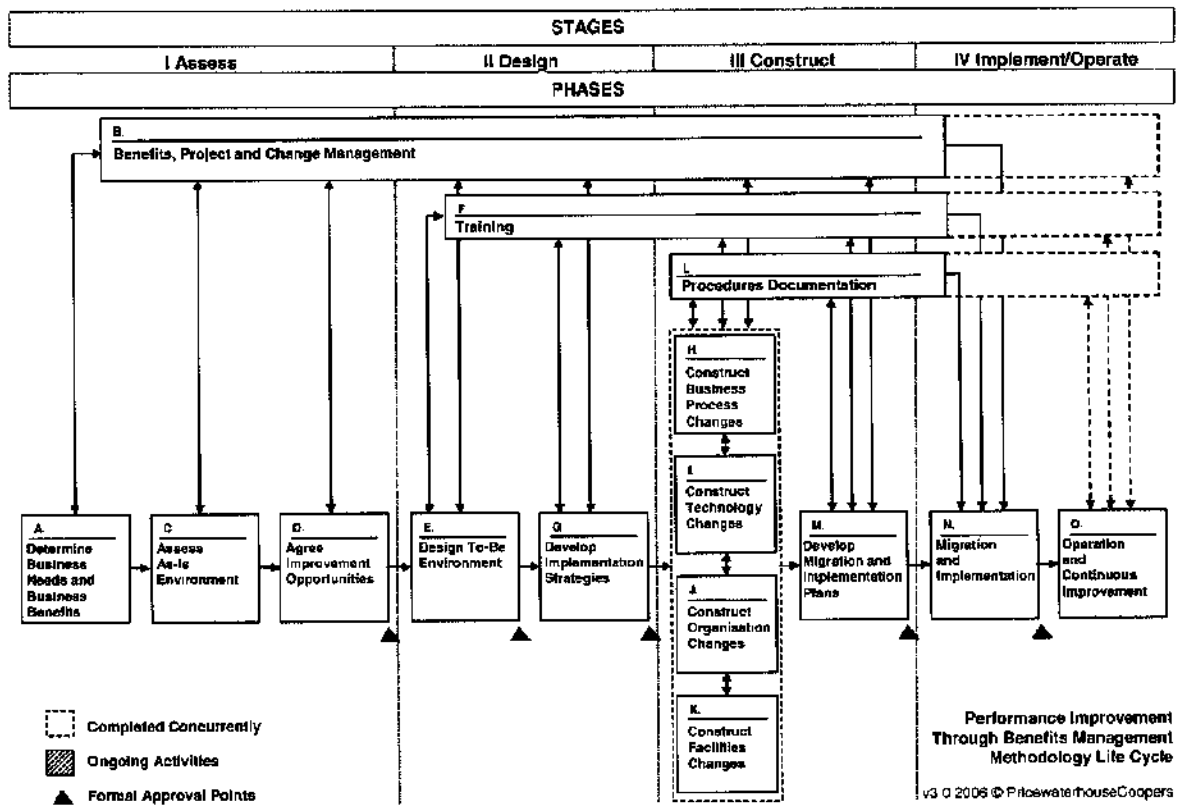 STAGES
I Assess
II Design
III Construct
IV Implement/Operate
PHASES
B.
Benefits, Project and Change Management
F
Training
L
Procedures Documentation
H.
Construct
Business
Process
Changes
I.
Construct
Technology
Changes
J.
Construct
Organisation
Changes
K.
Construct
Facilities
Changes
A.
Determine
Business
Needs and
Business
Benefits
C
Assess
As-Is
Environment
D.
Agree
Improvement
Opportunities
E.
Design To-Be
Environment
G
Develop
Implementation
Strategies
M.
Develop
Migration and
Implementation
Plans
N.
Migration
and
Implementation
O.
Operation
and
Continuous
Improvement
Completed Concurrently
Ongoing Activities
Formal Approval Points
Performance Improvement
Through Benefits Management
Methodology Life Cycle
v3.0 2006 © PricewaterhouseCoopers